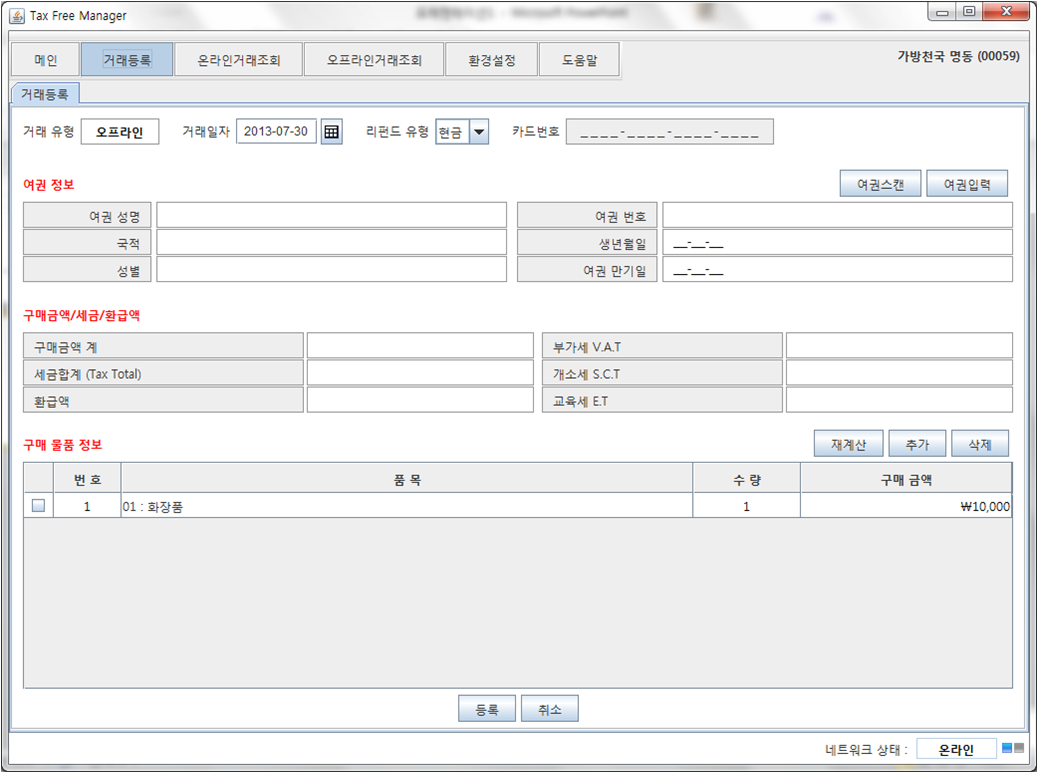 Tax Free Manager
메인 거래등록 온라인거래조회 오프라인거래조회 환경설정 도움말 가방천국 명동 (00059)
거래등록
거래 유형 오프라인 거래일자 2013-07-30 리펀드 유형 현금 카드번호 _ _ _ _-_ _ _ _-_ _ _ _-_ _ _ _
여권 정보 여권스캔 여권입력
여권 성명 여권 번호
국적 생년월일 __-__-__
성별 여권 만기일 __-__-__
구매금액/세금/환급액
구매금액 계 부가세 V.A.T
세금합계 (Tax Total) 개소세 S.C.T
환급액 교육세 E.T
구매 물품 정보 재계산 추가 삭제
번 호 품 목 수 량 구매 금액
1 01 : 화장품 1 ₩10,000
등록 취소
네트워크 상태 : 온라인